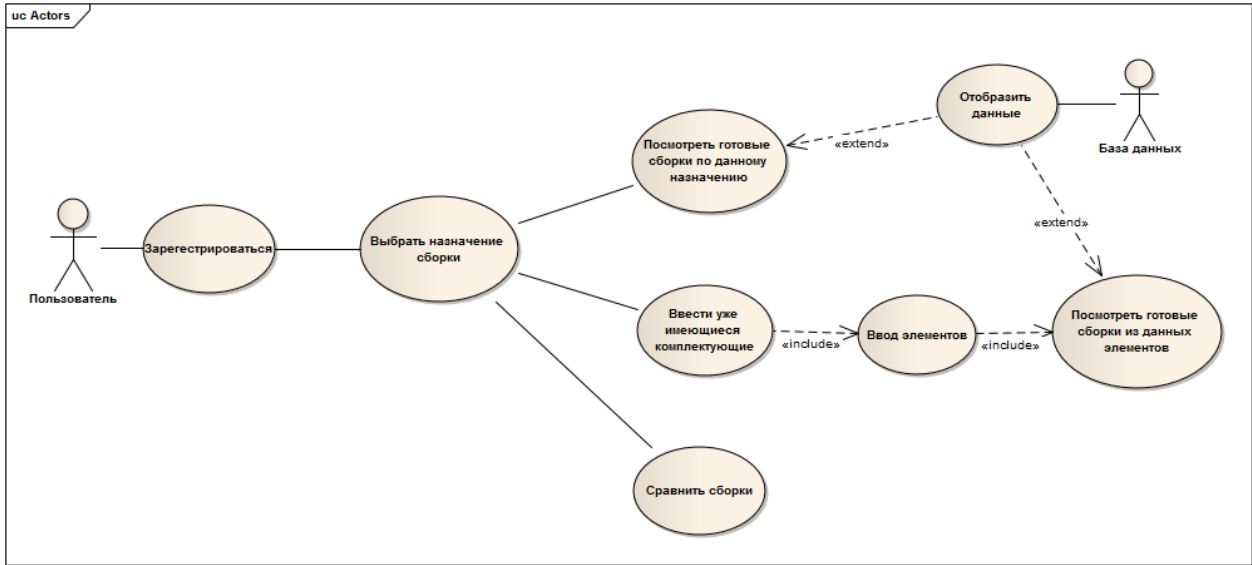 uc Actors
Отобразить
данные
База данных
Посмотреть готовые
сборки по данному
назначению
«extend»
«extend»
Пользователь
Зарегестрироваться
Выбрать назначение
сборки
Ввести уже
имеющиеся
комплектующие
«include»
Ввод элементов
«include»
Посмотреть готовые
сборки из данных
элементов
Сравнить сборки